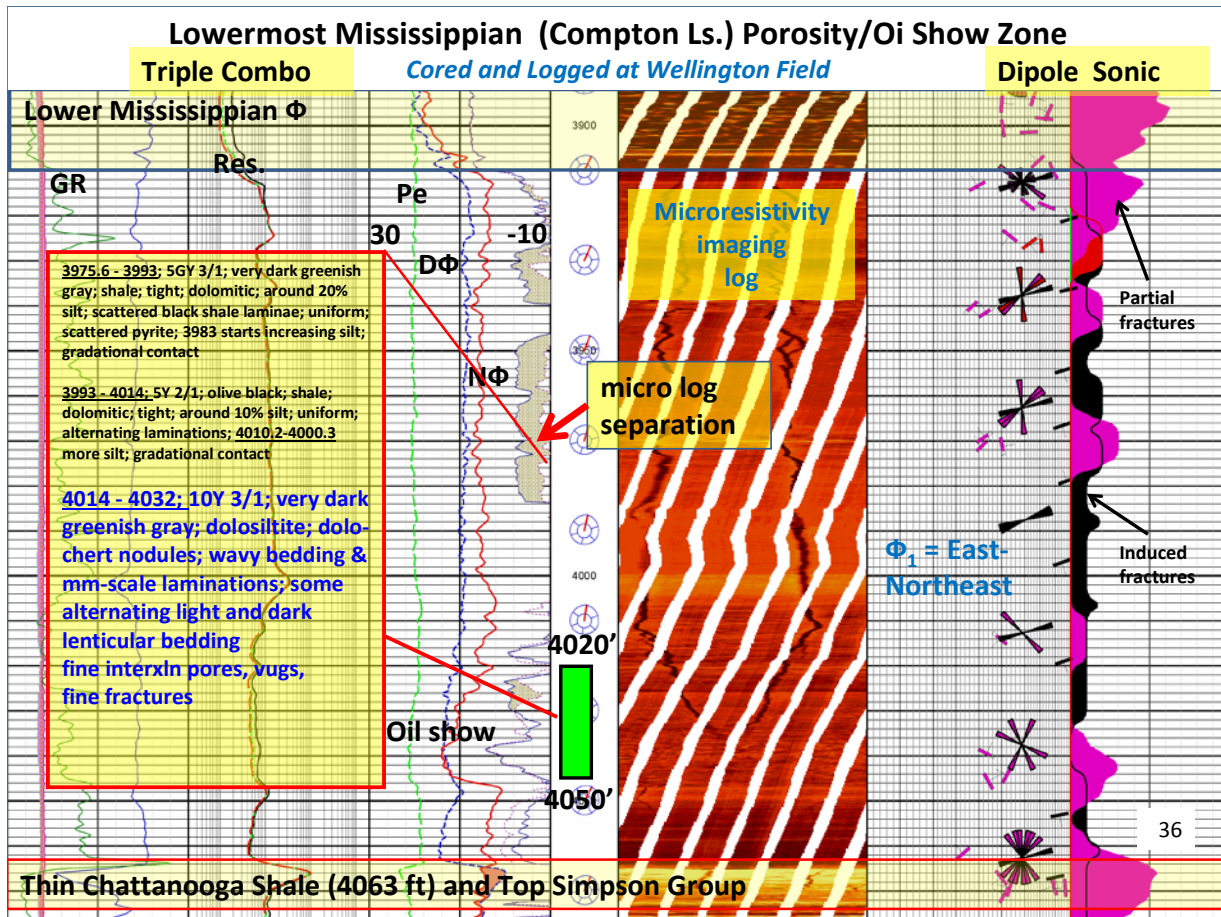 Lowermost Mississippian (Compton Ls.) Porosity/Oi Show Zone
Triple Combo
Cored and Logged at Wellington Field
Dipole Sonic
Lower Mississippian Φ
3900
Res.
GR
Pe
30
-10
DΦ
Microresistivity
imaging
log
Partial
fractures
3975.6 - 3993; 5GY 3/1; very dark greenish
gray; shale; tight; dolomitic; around 20%
silt; scattered black shale laminae; uniform;
scattered pyrite; 3983 starts increasing silt;
gradational contact
3993 - 4014; 5Y 2/1; olive black; shale;
dolomitic; tight; around 10% silt; uniform;
alternating laminations; 4010.2-4000.3
more silt; gradational contact
4014 - 4032; 10Y 3/1; very dark
greenish gray; dolosiltite; dolo-
chert nodules; wavy bedding &
mm-scale laminations; some
alternating light and dark
lenticular bedding
fine interxln pores, vugs,
fine fractures
3950
NΦ
micro log
separation
Φ1 = East-
Northeast
Induced
fractures
4000
4020’
Oil show
4050’
36
Thin Chattanooga Shale (4063 ft) and Top Simpson Group